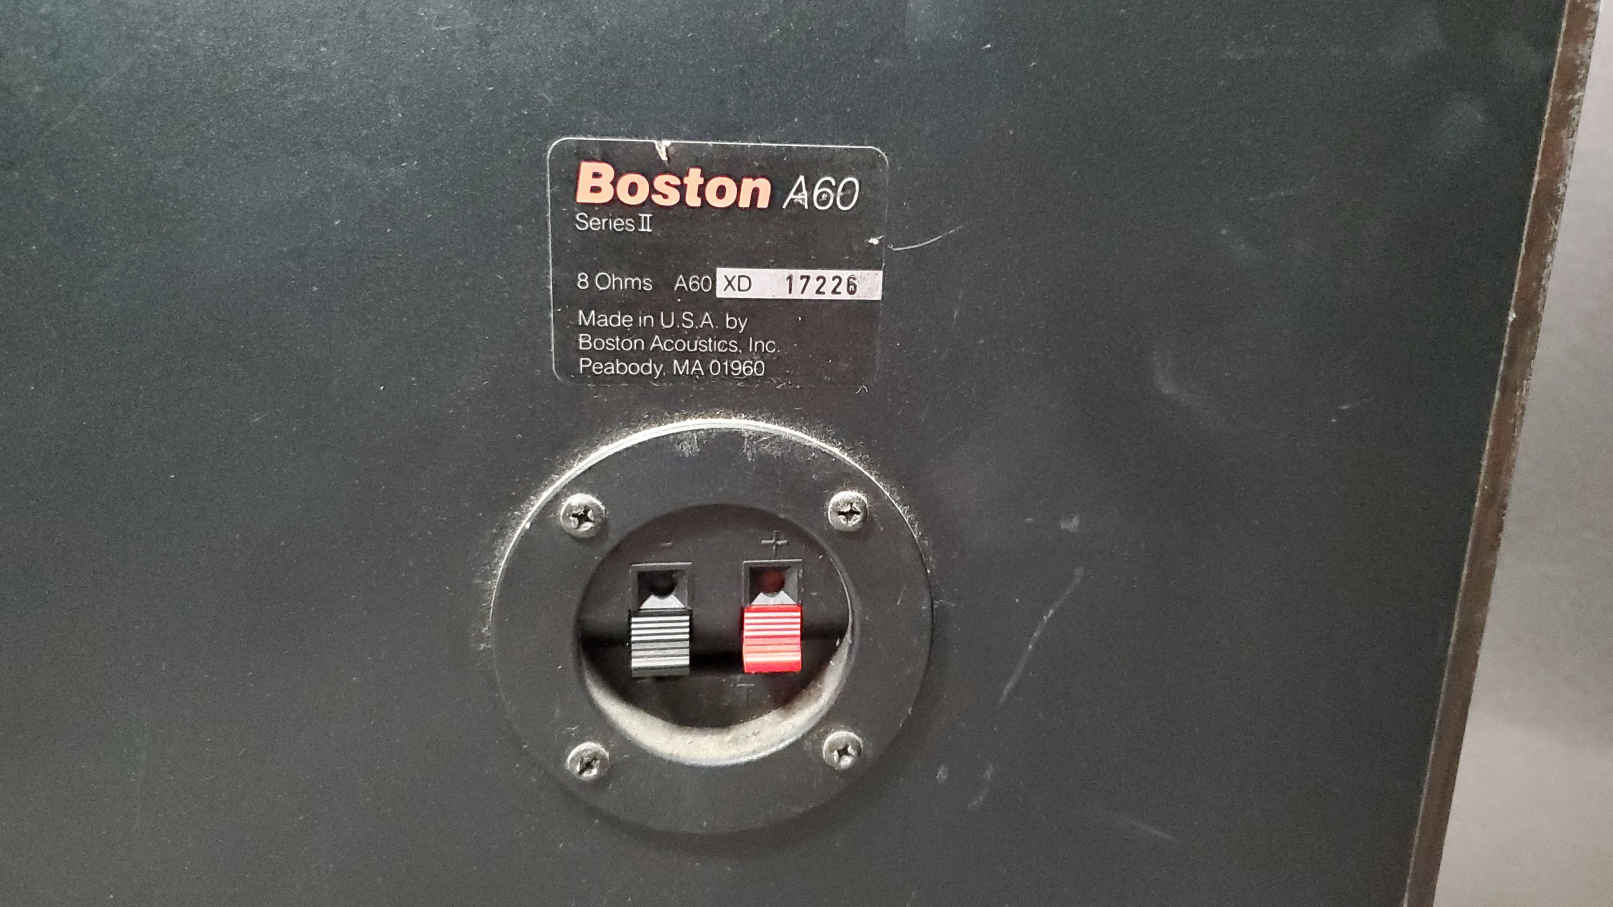 Boston A60
Series II
8 Ohms A60 XD 17226
Made in U.S.A. by
Boston Acoustics, Inc.
Peabody, MA 01960
- +